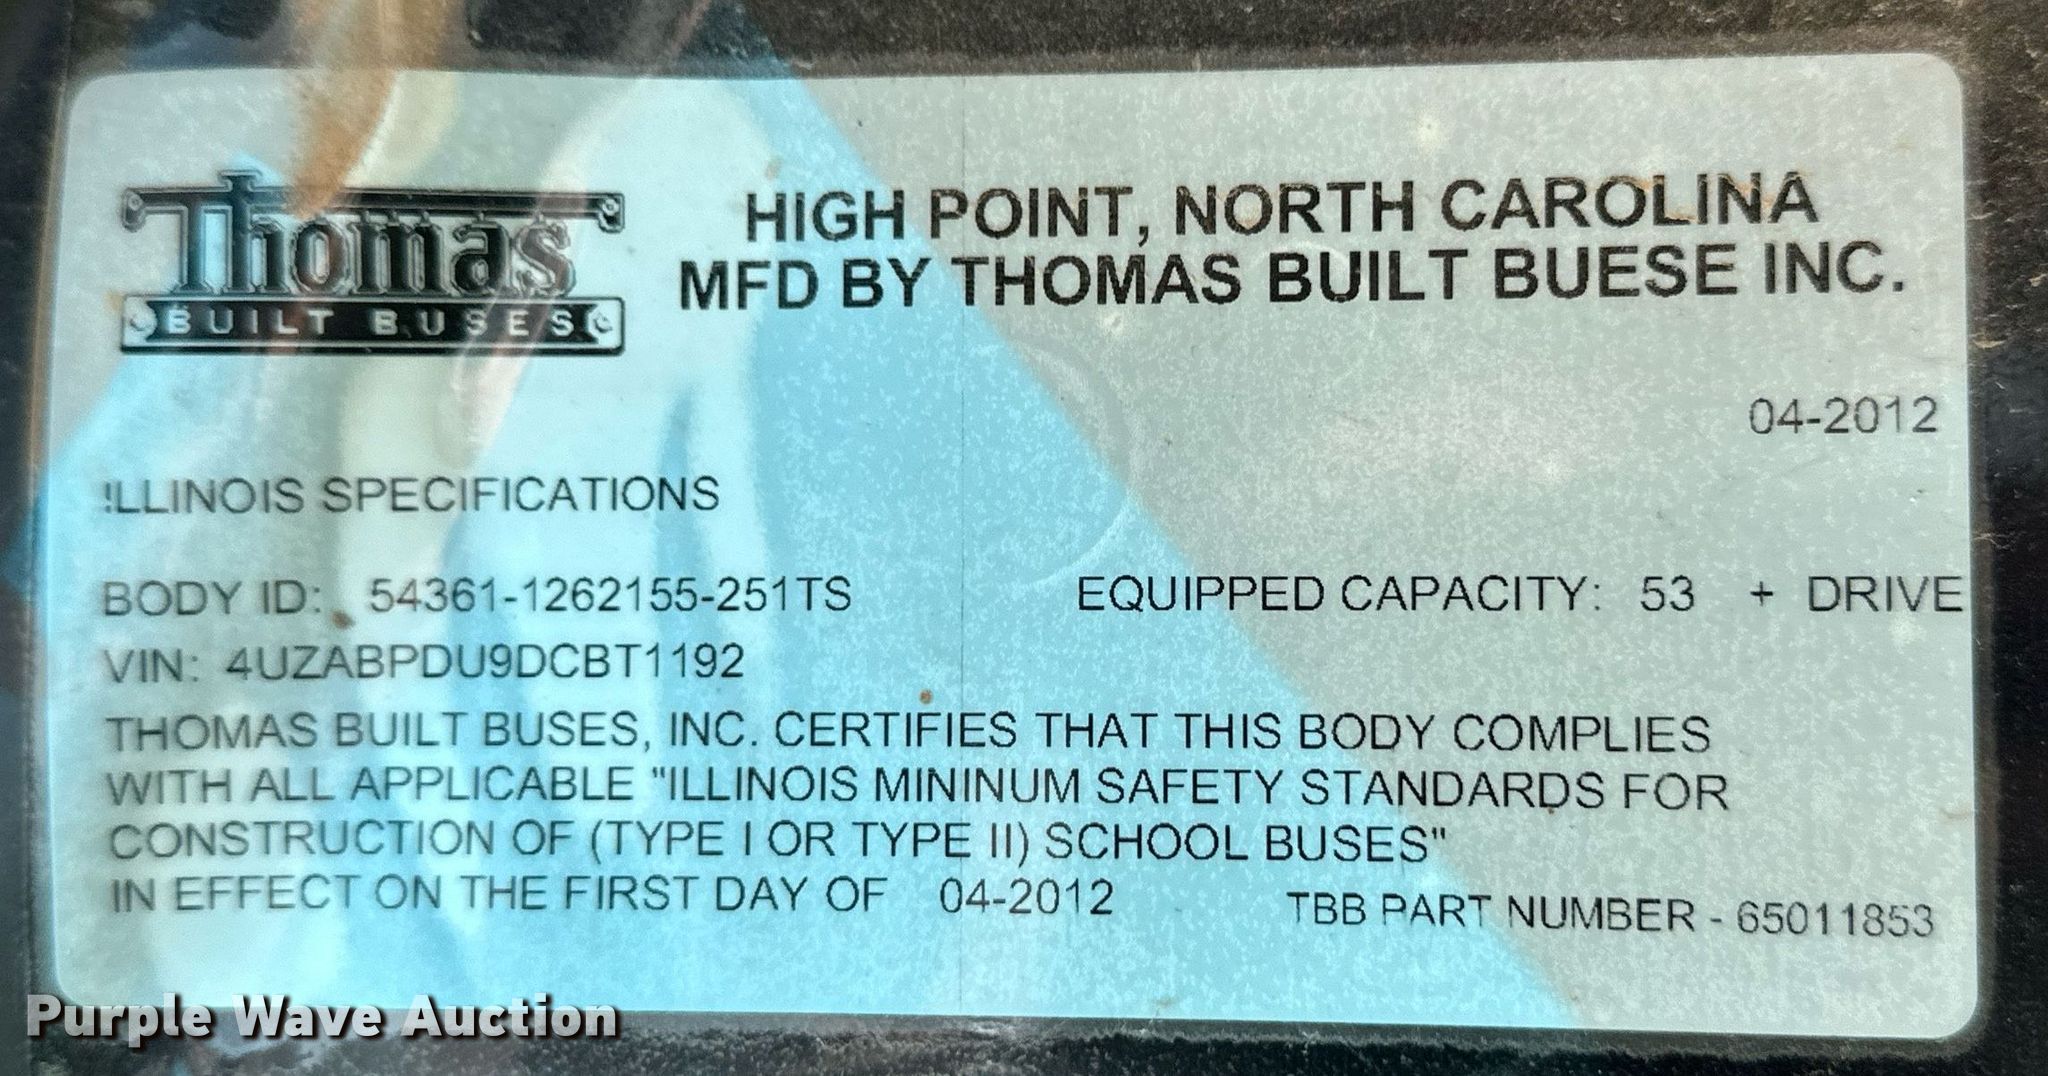 Thomas
BUILT BUSES
HIGH POINT, NORTH CAROLINA
MFD BY THOMAS BUILT BUESE INC.
04-2012
ILLINOIS SPECIFICATIONS
BODY ID: 54361-1262155-251TS EQUIPPED CAPACITY: 53 + DRIVE
VIN: 4UZABPDU9DCBT1192
THOMAS BUILT BUSES, INC. CERTIFIES THAT THIS BODY COMPLIES
WITH ALL APPLICABLE "ILLINOIS MININUM SAFETY STANDARDS FOR
CONSTRUCTION OF (TYPE I OR TYPE II) SCHOOL BUSES"
IN EFFECT ON THE FIRST DAY OF 04-2012 TBB PART NUMBER - 65011853
Purple Wave Auction